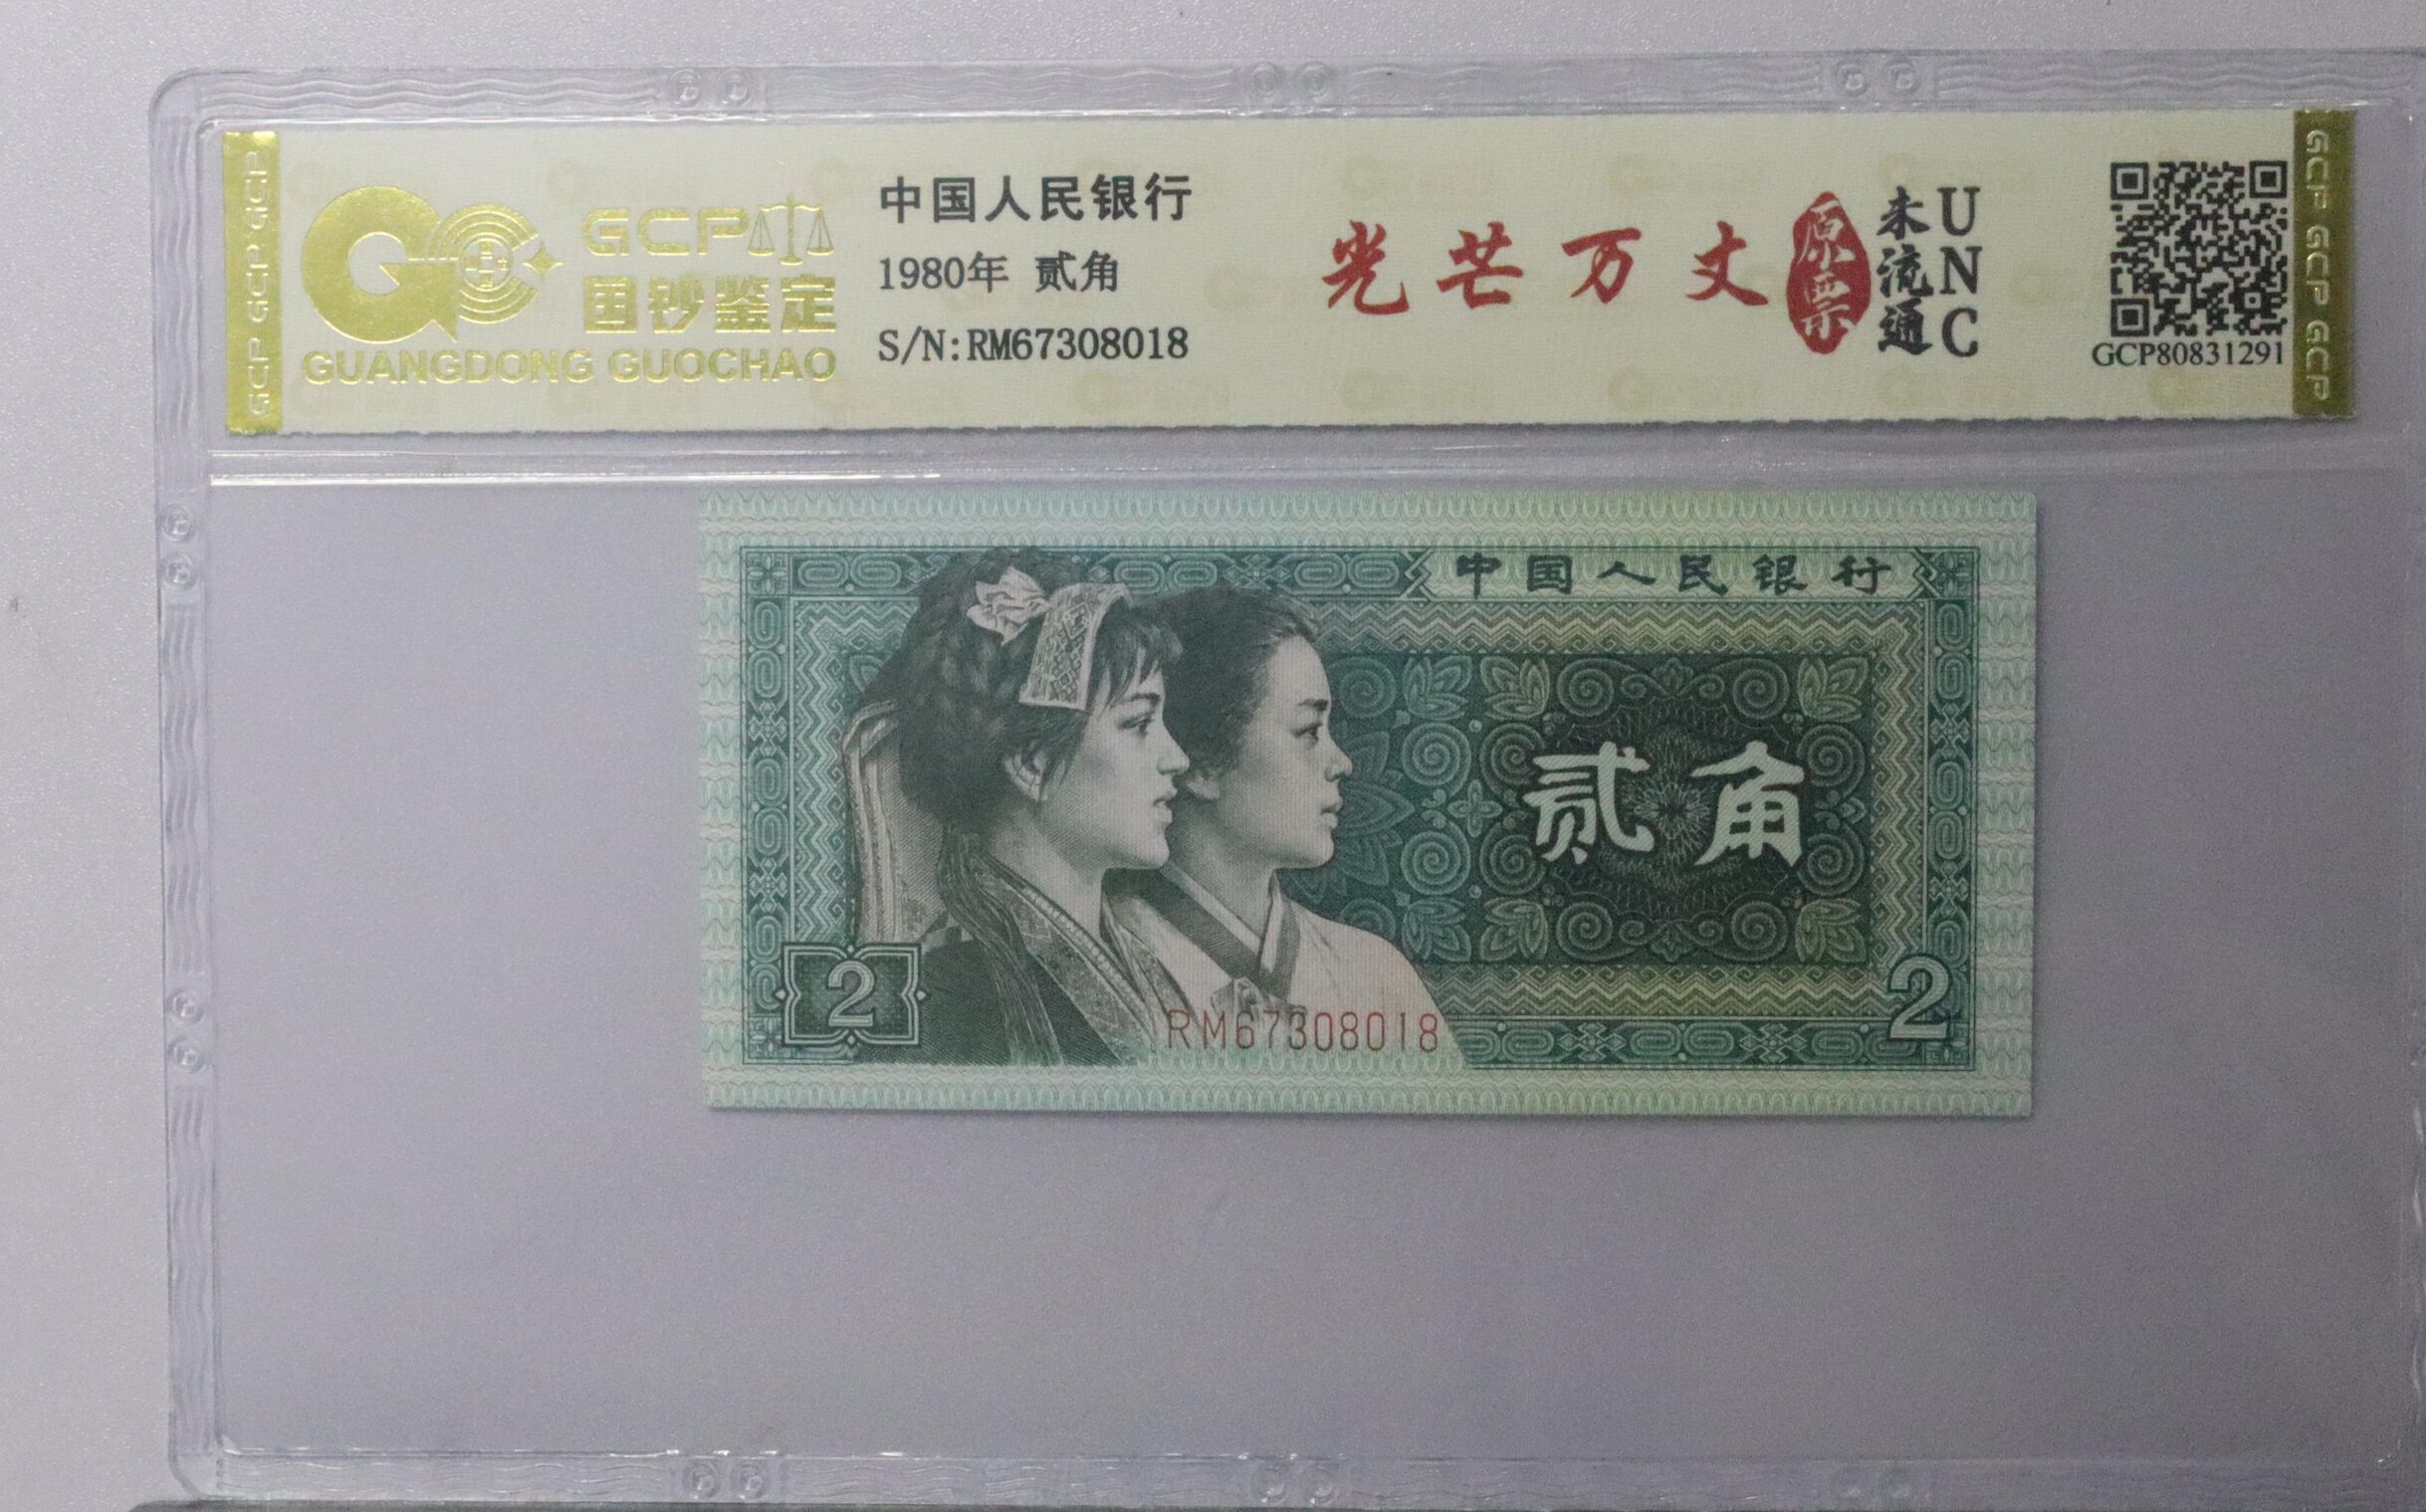 GCP GCP GCP
GCP
国钞鉴定
GUANGDONG GUOCHAO
中国人民银行
1980年 贰角
S/N:RM67308018
光芒万丈
原票
未流通
UNC
GCP80831291
GCP GCP GCP
中国人民银行
贰角
2
2
RM67308018